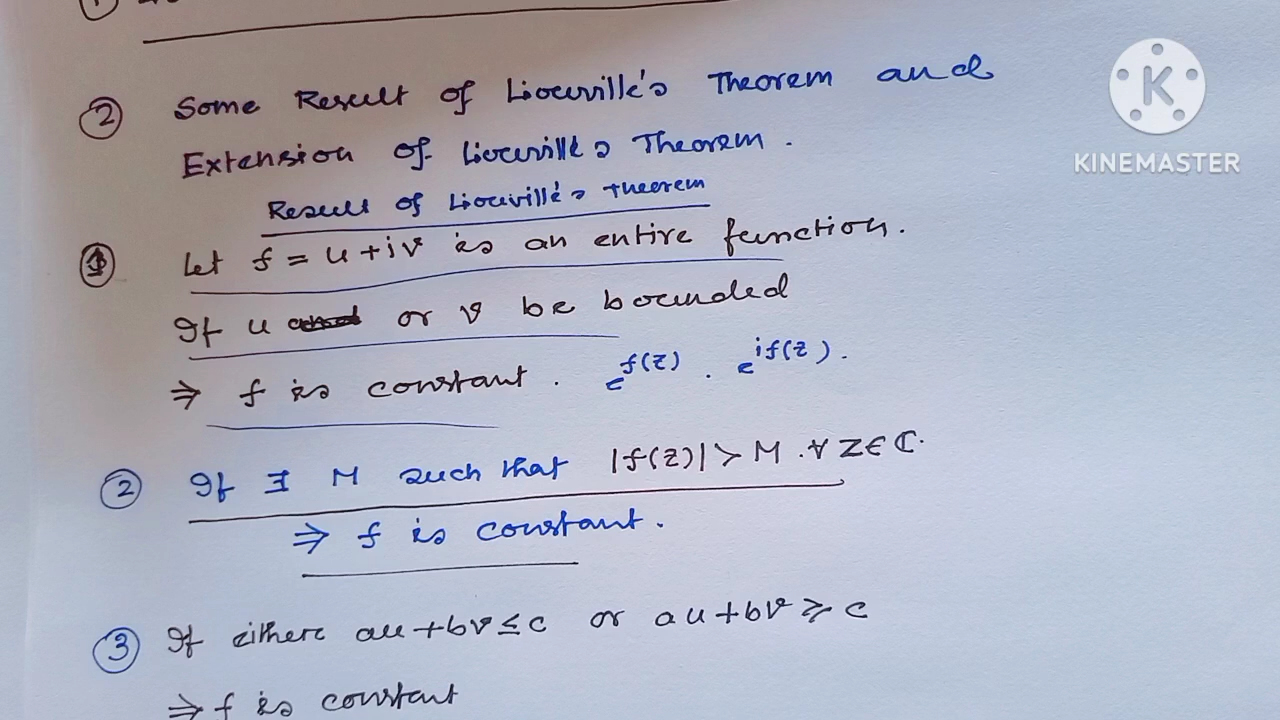 ② Some Result of Liouville's Theorem and
Extension of Liouville's Theorem.
Result of Liouville's theorem
① Let f = u + iv is an entire function.
If u or v be bounded
⇒ f is constant. e^{f(z)}. e^{if(z)}.
② If ∃ M such that |f(z)| > M. ∀ Z ∈ ℂ.
⇒ f is constant.
③ If either au + bv ≤ c or au + bv ≥ c
⇒ f is constant
K
KINEMASTER